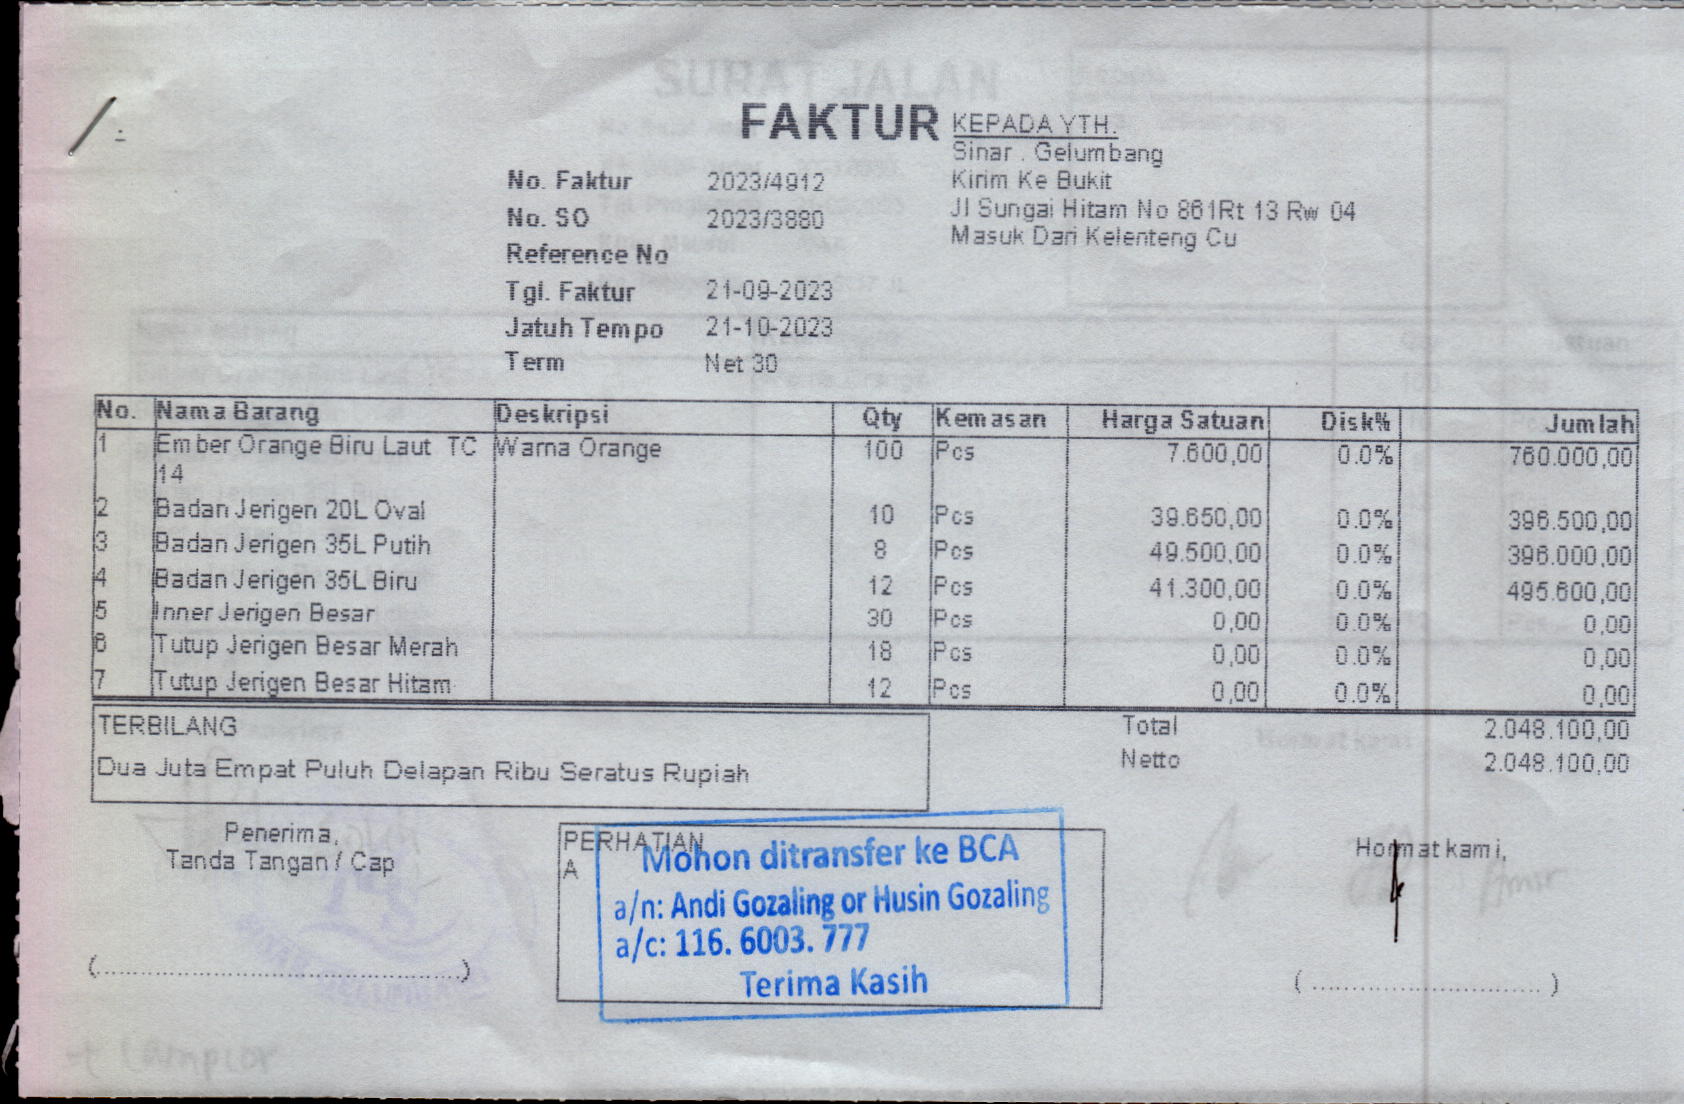 FAKTUR
No. Faktur 2023/4912
No. SO 2023/3880
Reference No
Tgl. Faktur 21-09-2023
Jatuh Tempo 21-10-2023
Term Net 30
KEPADA YTH.
Sinar . Gelumbang
Kirim Ke Bukit
Jl Sungai Hitam No 861Rt 13 Rw 04
Masuk Dari Kelenteng Cu
No. Nama Barang Deskripsi Qty Kemasan Harga Satuan Disk% Jumlah
1 Ember Orange Biru Laut TC 14 Warna Orange 100 Pcs 7.600,00 0.0% 760.000,00
2 Badan Jerigen 20L Oval 10 Pcs 39.650,00 0.0% 396.500,00
3 Badan Jerigen 35L Putih 8 Pcs 49.500,00 0.0% 396.000,00
4 Badan Jerigen 35L Biru 12 Pcs 41.300,00 0.0% 495.600,00
5 Inner Jerigen Besar 30 Pcs 0,00 0.0% 0,00
6 Tutup Jerigen Besar Merah 18 Pcs 0,00 0.0% 0,00
7 Tutup Jerigen Besar Hitam 12 Pcs 0,00 0.0% 0,00
TERBILANG
Dua Juta Empat Puluh Delapan Ribu Seratus Rupiah
Total 2.048.100,00
Netto 2.048.100,00
Penerima,
Tanda Tangan / Cap
PERHATIAN
A
Mohon ditransfer ke BCA
a/n: Andi Gozaling or Husin Gozaling
a/c: 116. 6003. 777
Terima Kasih
Hormat kami,
SURAT JALAN